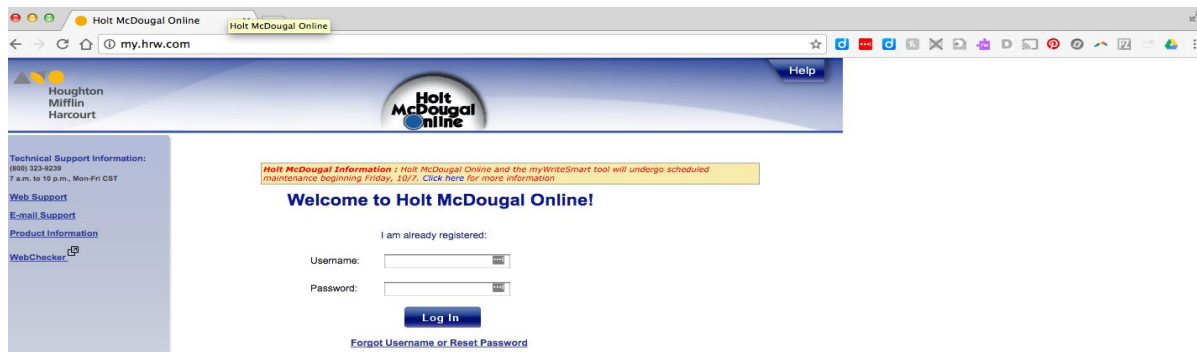 Holt McDougal Online
Holt McDougal Online
my.hrw.com
Help
Houghton
Mifflin
Harcourt
Holt
McDougal
Online
Technical Support Information:
(800) 323-9239
7 a.m. to 10 p.m., Mon-Fri CST
Web Support
E-mail Support
Product Information
WebChecker
Holt McDougal Information : Holt McDougal Online and the myWriteSmart tool will undergo scheduled
maintenance beginning Friday, 10/7. Click here for more information
Welcome to Holt McDougal Online!
I am already registered:
Username:
Password:
Log In
Forgot Username or Reset Password